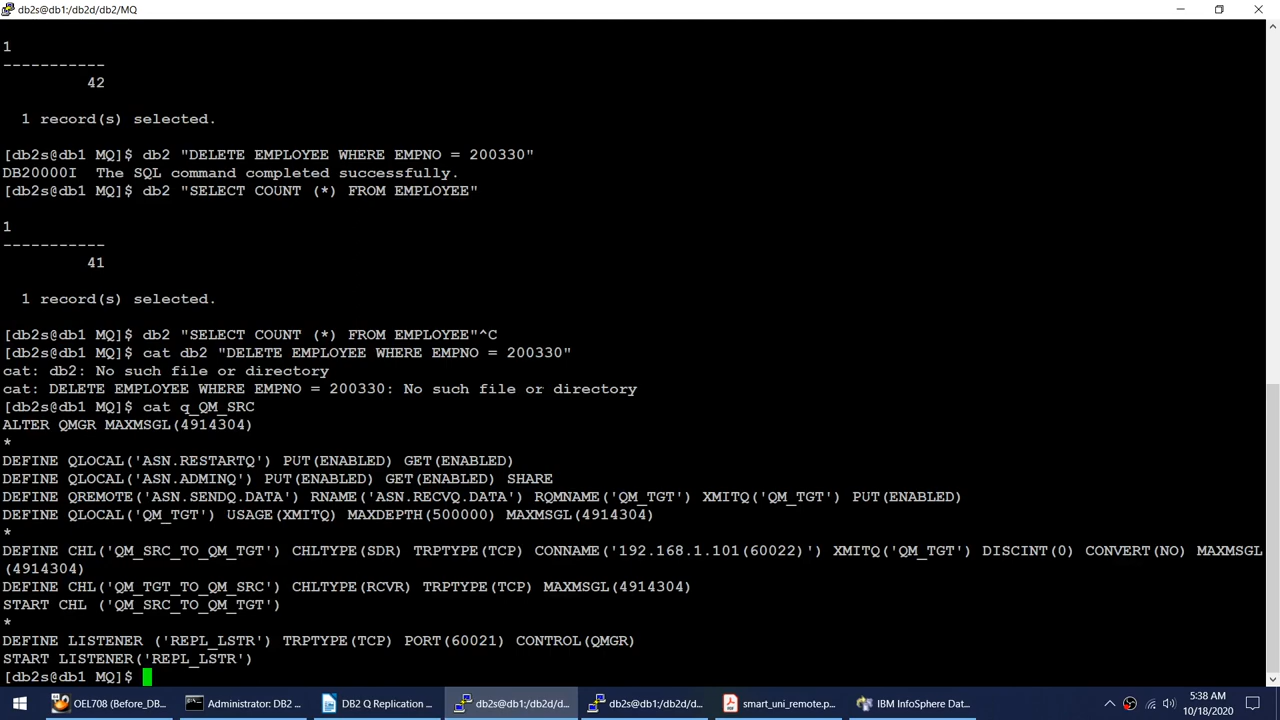 db2s@db1:/db2d/db2/MQ
1
-----------
42
1 record(s) selected.
[db2s@db1 MQ]$ db2 "DELETE EMPLOYEE WHERE EMPNO = 200330"
DB20000I  The SQL command completed successfully.
[db2s@db1 MQ]$ db2 "SELECT COUNT (*) FROM EMPLOYEE"
1
-----------
41
1 record(s) selected.
[db2s@db1 MQ]$ db2 "SELECT COUNT (*) FROM EMPLOYEE"^C
[db2s@db1 MQ]$ cat db2 "DELETE EMPLOYEE WHERE EMPNO = 200330"
cat: db2: No such file or directory
cat: DELETE EMPLOYEE WHERE EMPNO = 200330: No such file or directory
[db2s@db1 MQ]$ cat q_QM_SRC
ALTER QMGR MAXMSGL(4914304)
*
DEFINE QLOCAL('ASN.RESTARTQ') PUT(ENABLED) GET(ENABLED)
DEFINE QLOCAL('ASN.ADMINQ') PUT(ENABLED) GET(ENABLED) SHARE
DEFINE QREMOTE('ASN.SENDQ.DATA') RNAME('ASN.RECVQ.DATA') RQMNAME('QM_TGT') XMITQ('QM_TGT') PUT(ENABLED)
DEFINE QLOCAL('QM_TGT') USAGE(XMITQ) MAXDEPTH(500000) MAXMSGL(4914304)
*
DEFINE CHL('QM_SRC_TO_QM_TGT') CHLTYPE(SDR) TRPTYPE(TCP) CONNAME('192.168.1.101(60022)') XMITQ('QM_TGT') DISCINT(0) CONVERT(NO) MAXMSGL
(4914304)
DEFINE CHL('QM_TGT_TO_QM_SRC') CHLTYPE(RCVR) TRPTYPE(TCP) MAXMSGL(4914304)
START CHL ('QM_SRC_TO_QM_TGT')
*
DEFINE LISTENER ('REPL_LSTR') TRPTYPE(TCP) PORT(60021) CONTROL(QMGR)
START LISTENER('REPL_LSTR')
[db2s@db1 MQ]$
OEL708 (Before_DB... Administrator: DB2 ... DB2 Q Replication ... db2s@db1:/db2d/d... db2s@db1:/db2d/d... smart_uni_remote.p... IBM InfoSphere Dat... 5:38 AM
10/18/2020